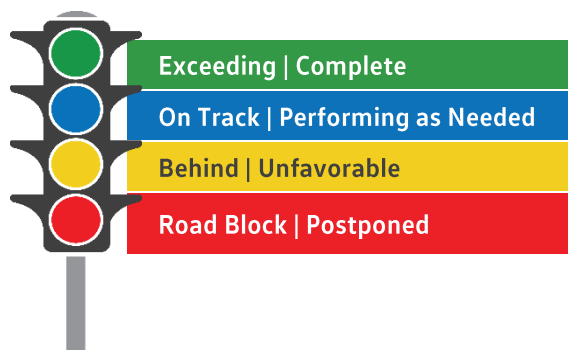 Exceeding | Complete
On Track | Performing as Needed
Behind | Unfavorable
Road Block | Postponed